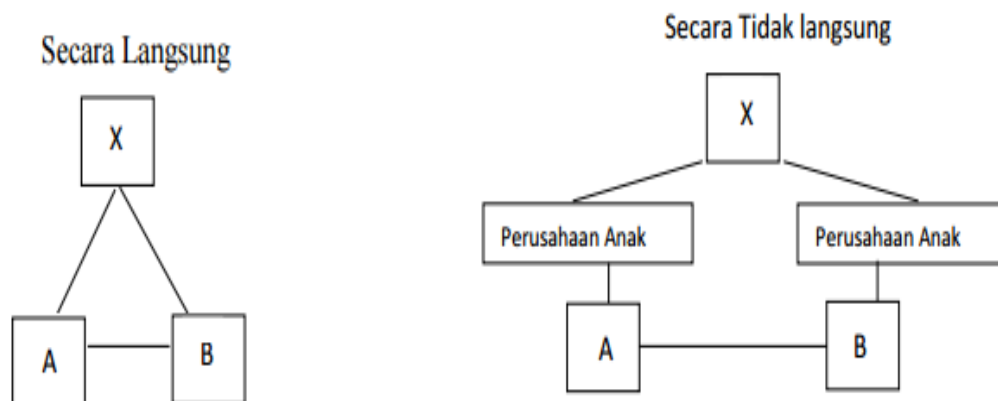 Secara Langsung
X
A
B
Secara Tidak langsung
X
Perusahaan Anak
Perusahaan Anak
A
B